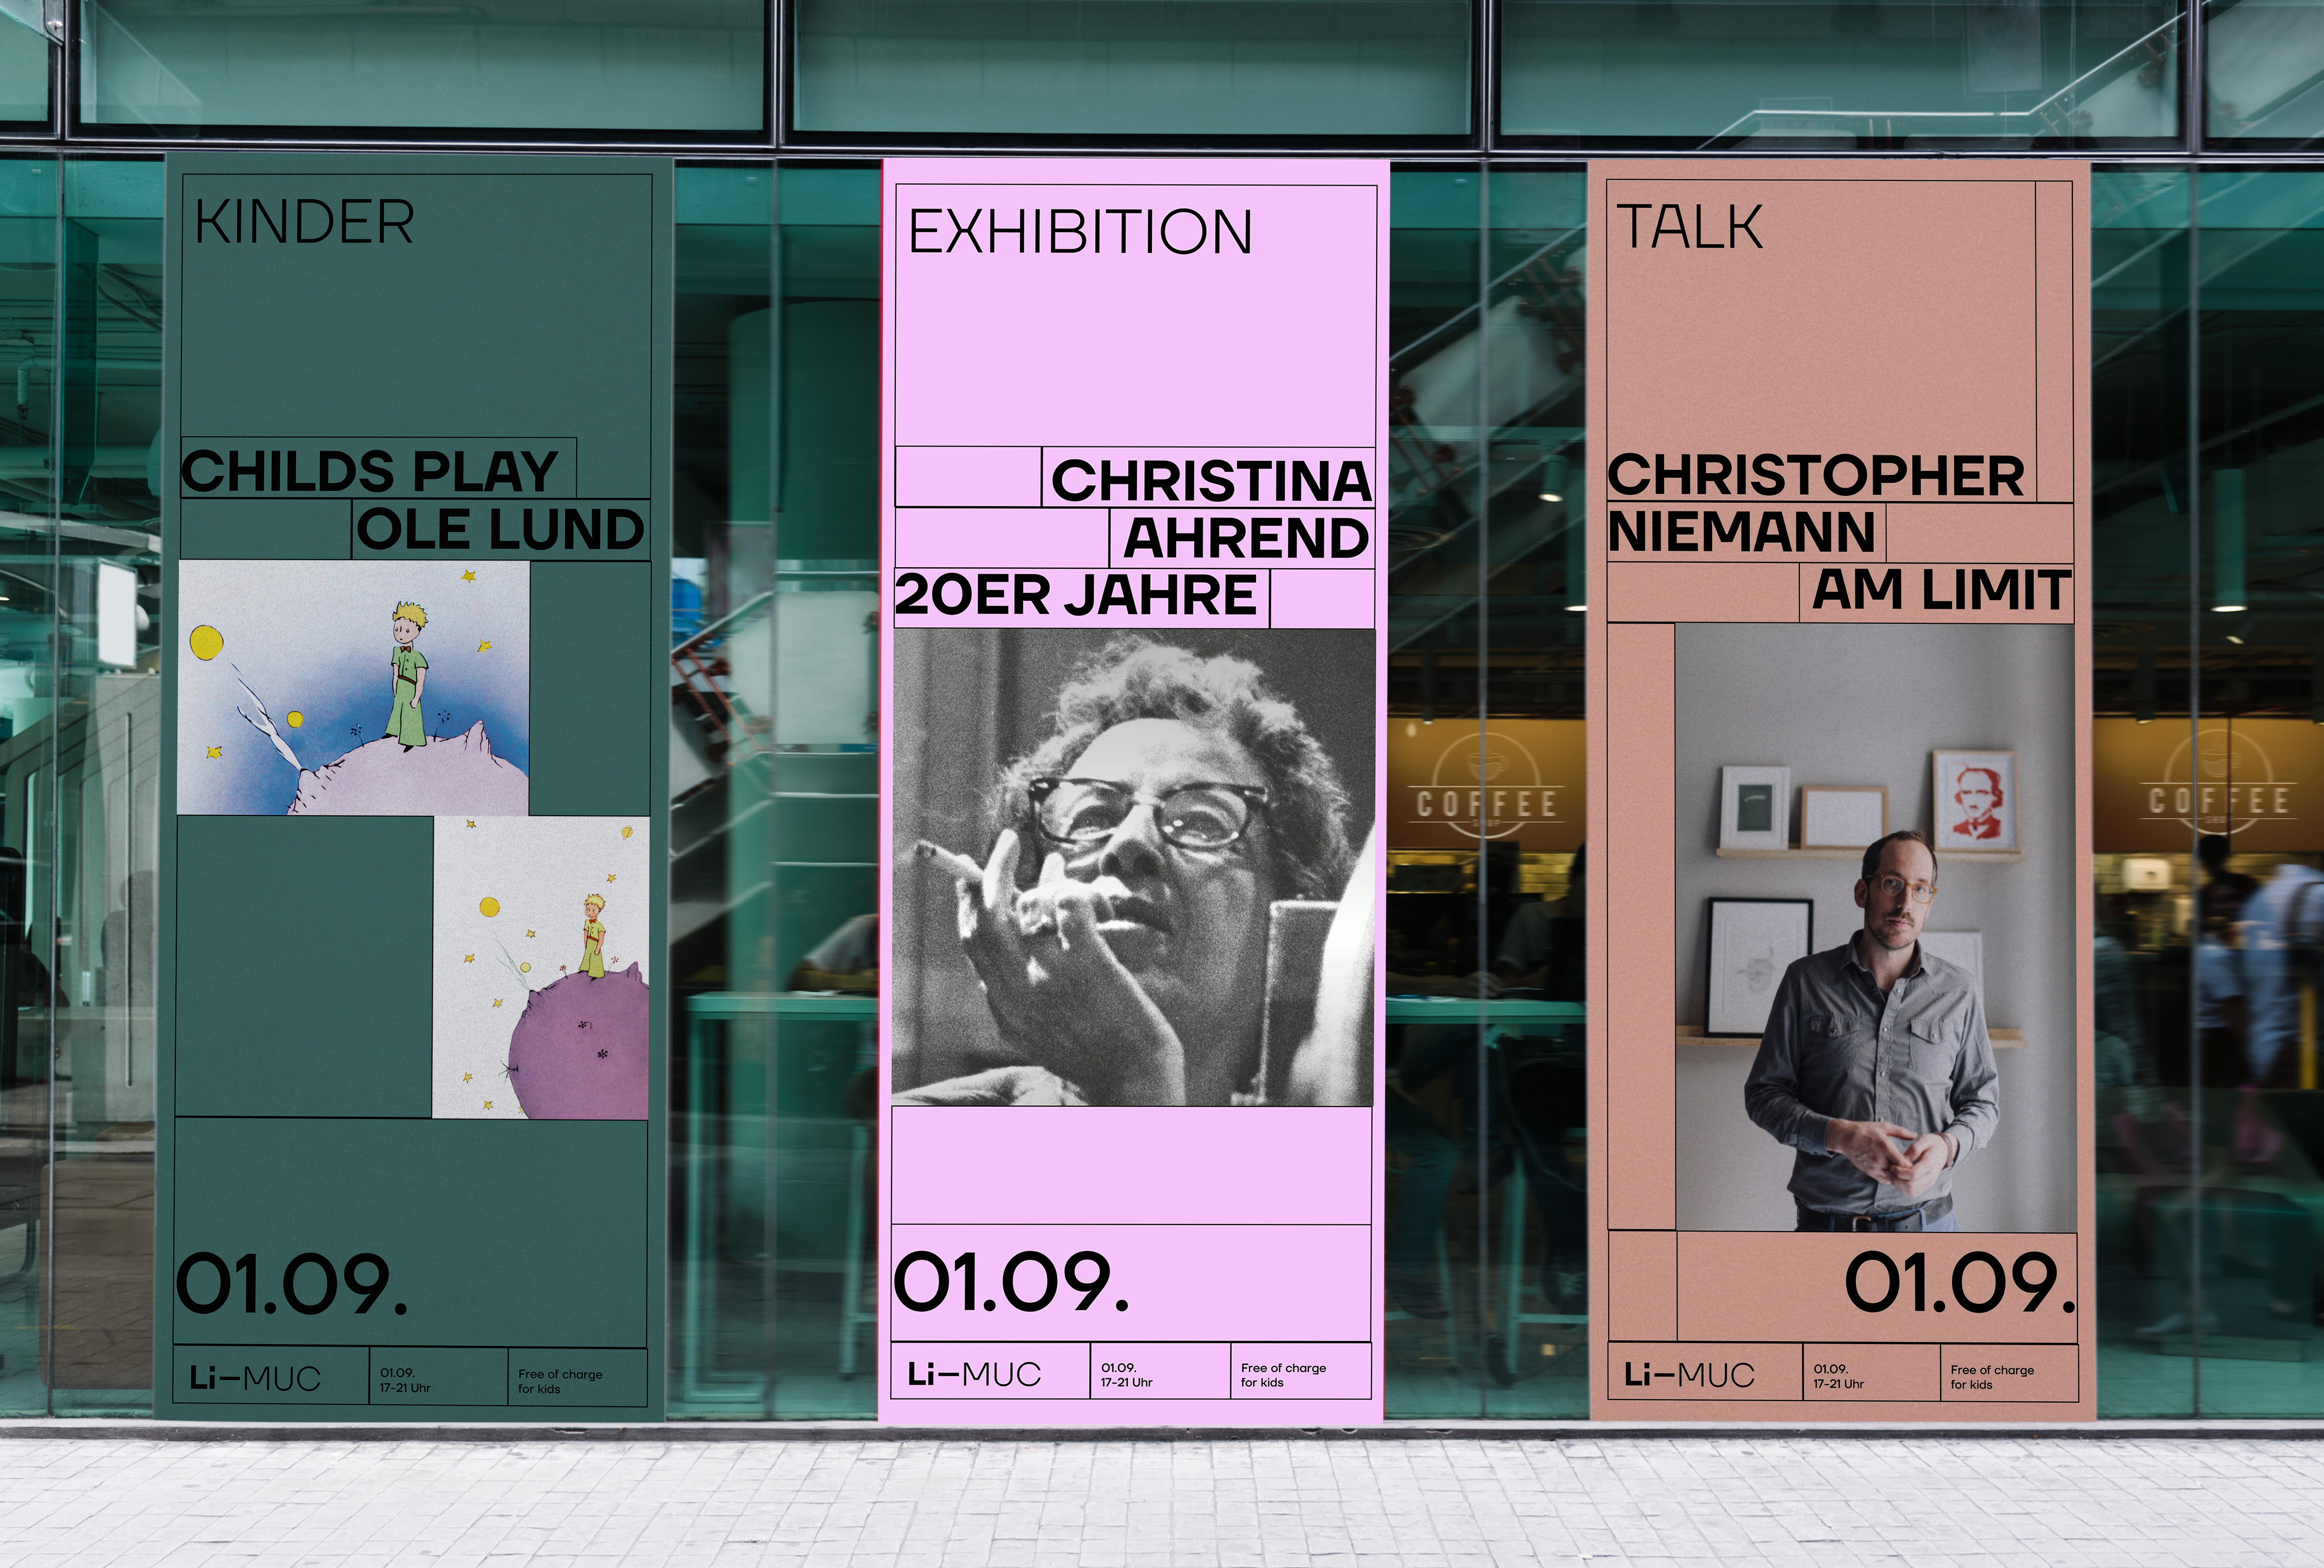 KINDER
CHILDS PLAY
OLE LUND
01.09.
Li–MUC
01.09.
17–21 Uhr
Free of charge
for kids
EXHIBITION
CHRISTINA
AHREND
20ER JAHRE
01.09.
Li–MUC
01.09.
17–21 Uhr
Free of charge
for kids
TALK
CHRISTOPHER
NIEMANN
AM LIMIT
01.09.
Li–MUC
01.09.
17–21 Uhr
Free of charge
for kids
COFFEE
SHOP
COFFEE
SHOP